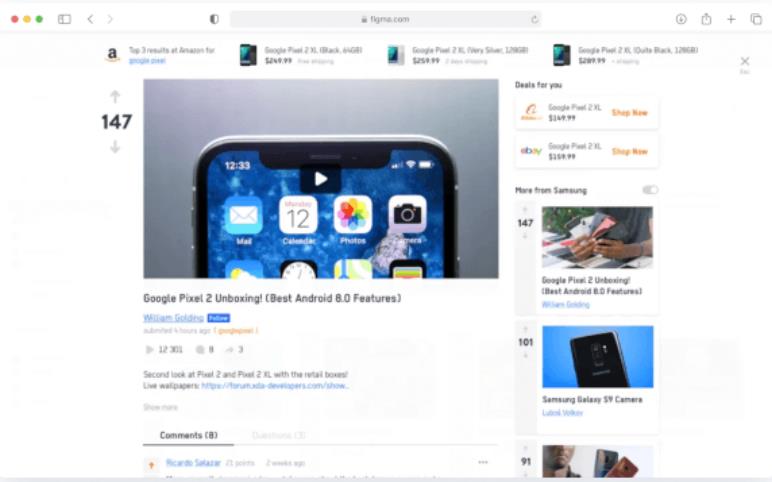 figma.com
Top 3 results at Amazon for
google pixel
Google Pixel 2 XL (Black, 64GB)
$249.99 Free shipping
Google Pixel 2 XL (Very Silver, 128GB)
$259.99 2 days shipping
Google Pixel 2 XL (Quite Black, 128GB)
$289.99 + shipping
Esc
147
12:33
Monday
12
Mail
Calendar
Photos
Camera
Google Pixel 2 Unboxing! (Best Android 8.0 Features)
William Golding Follow
submited 4 hours ago ( googlepixel )
12 301 8 3
Second look at Pixel 2 and Pixel 2 XL with the retail boxes!
Live wallpapers: https://forum.xda-developers.com/show...
Show more
Comments (8) Questions (3)
Ricardo Salazar 21 points 2 weeks ago
Deals for you
Google Pixel 2 XL
$149.99
Shop Now
ebay
Google Pixel 2 XL
$159.99
Shop Now
More from Samsung
147
Google Pixel 2 Unboxing!
(Best Android 8.0 Features)
William Golding
101
Samsung Galaxy S9 Camera
Luboš Volkov
91